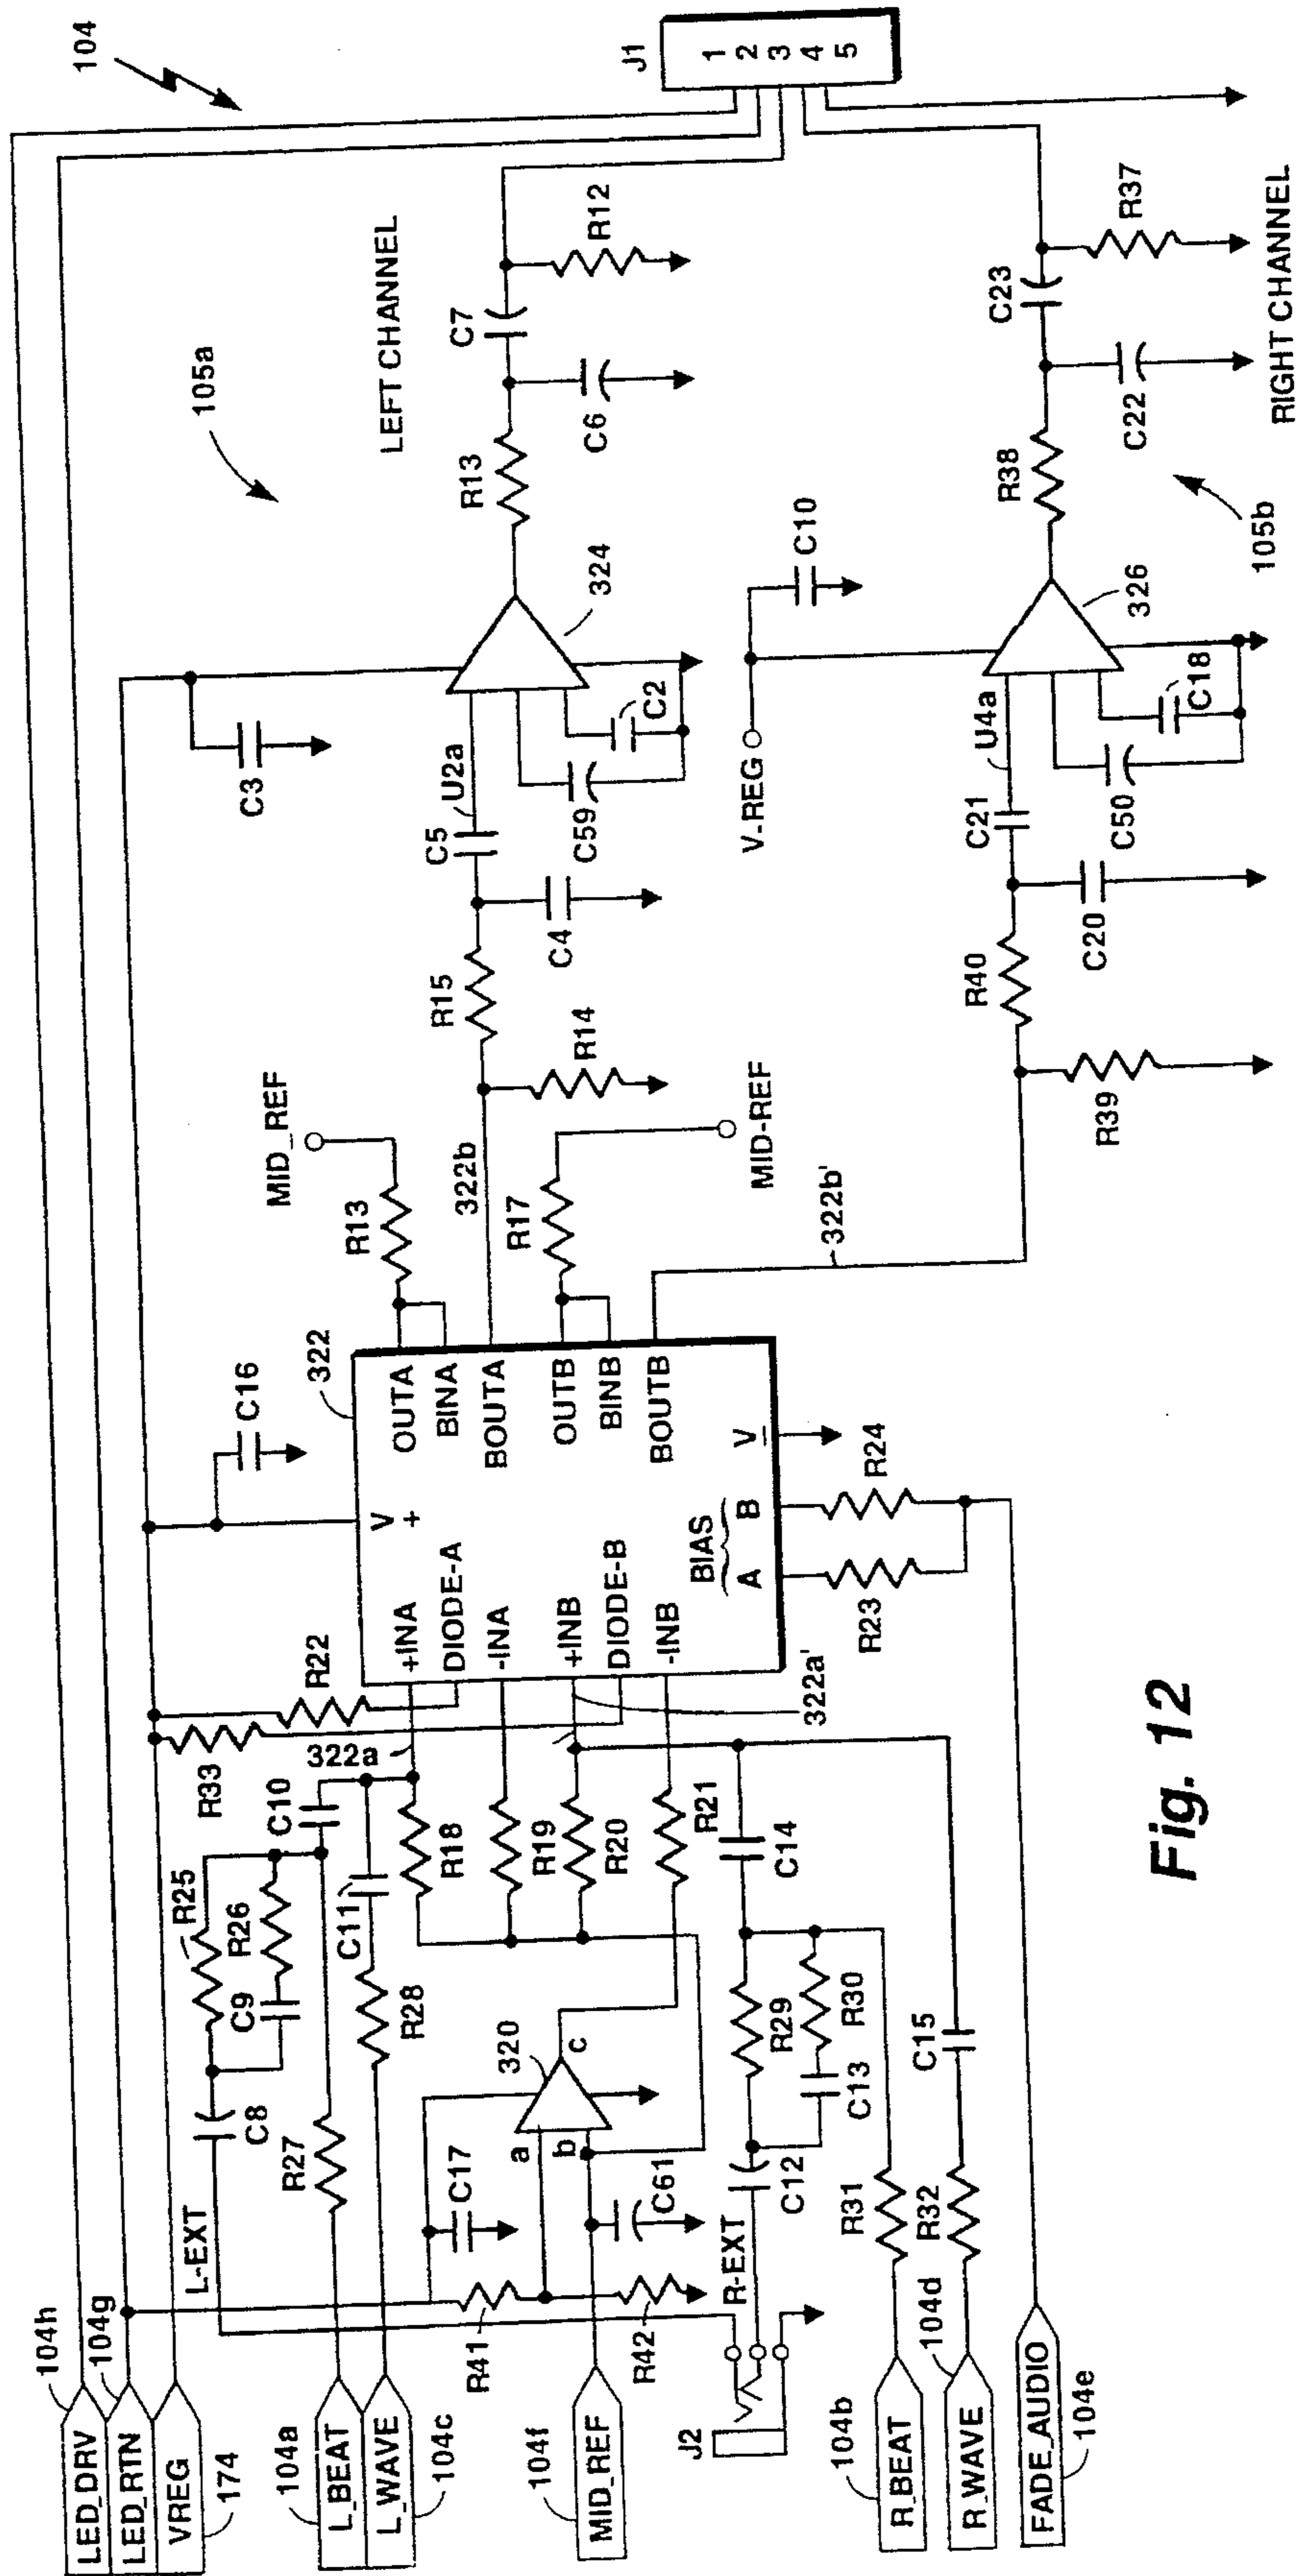 104
J1
1
2
3
4
5
LEFT CHANNEL
105a
C7
R12
R13
C6
324
C3
C5
U2a
C59
C2
R15
C4
R14
MID_REF
R13
322b
R17
MID-REF
322b'
V-REG
C10
C23
R37
R38
C22
RIGHT CHANNEL
105b
326
U4a
C21
C50
C18
R40
C20
R39
C16
322
V
+
OUTA
BINA
BOUTA
OUTB
BINB
BOUTB
+INA
DIODE-A
-INA
+INB
DIODE-B
-INB
BIAS
A
B
V
-
R24
R23
R22
R33
322a
322a'
C10
R25
R26
C9
C8
L-EXT
C11
R18
R28
R27
R19
R20
R21
C14
320
a
b
c
C17
C61
R41
R42
R29
R30
C13
C12
R-EXT
C15
R31
R32
J2
104h
LED_DRV
104g
LED_RTN
VREG
174
104a
L_BEAT
L_WAVE
104c
104f
MID_REF
104b
R_BEAT
104d
R_WAVE
FADE_AUDIO
104e
Fig. 12